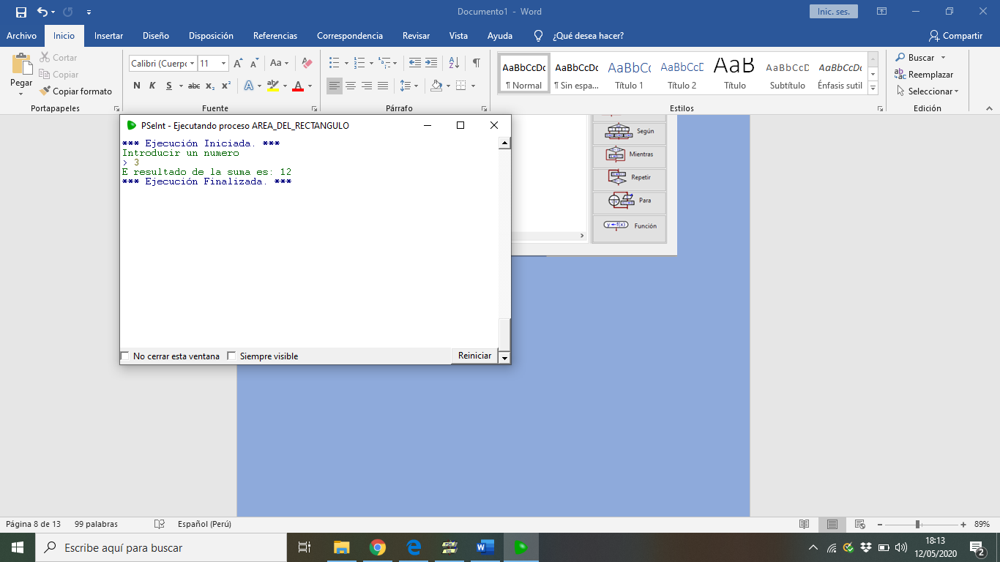 Documento1 - Word
Inic. ses.
Archivo Inicio Insertar Diseño Disposición Referencias Correspondencia Revisar Vista Ayuda ¿Qué desea hacer? Compartir
Pegar
Cortar
Copiar
Copiar formato
Portapapeles
Calibri (Cuerpo 11
N K S abc x₂ x²
Aa
A A
Fuente
Párrafo
AaBbCcDc AaBbCcDc AaBbCc AaBbCcD AaB AaBbCcD AaBbCcDc
¶ Normal ¶ Sin espa... Título 1 Título 2 Título Subtítulo Énfasis sutil
Estilos
Buscar
Reemplazar
Seleccionar
Edición
PSeInt - Ejecutando proceso AREA_DEL_RECTANGULO
*** Ejecución Iniciada. ***
Introducir un numero
> 3
E resultado de la suma es: 12
*** Ejecución Finalizada. ***
No cerrar esta ventana Siempre visible Reiniciar
Según
Mientras
Repetir
Para
y←f(x) Función
Página 8 de 13 99 palabras Español (Perú) 89%
Escribe aquí para buscar
18:13
12/05/2020
2